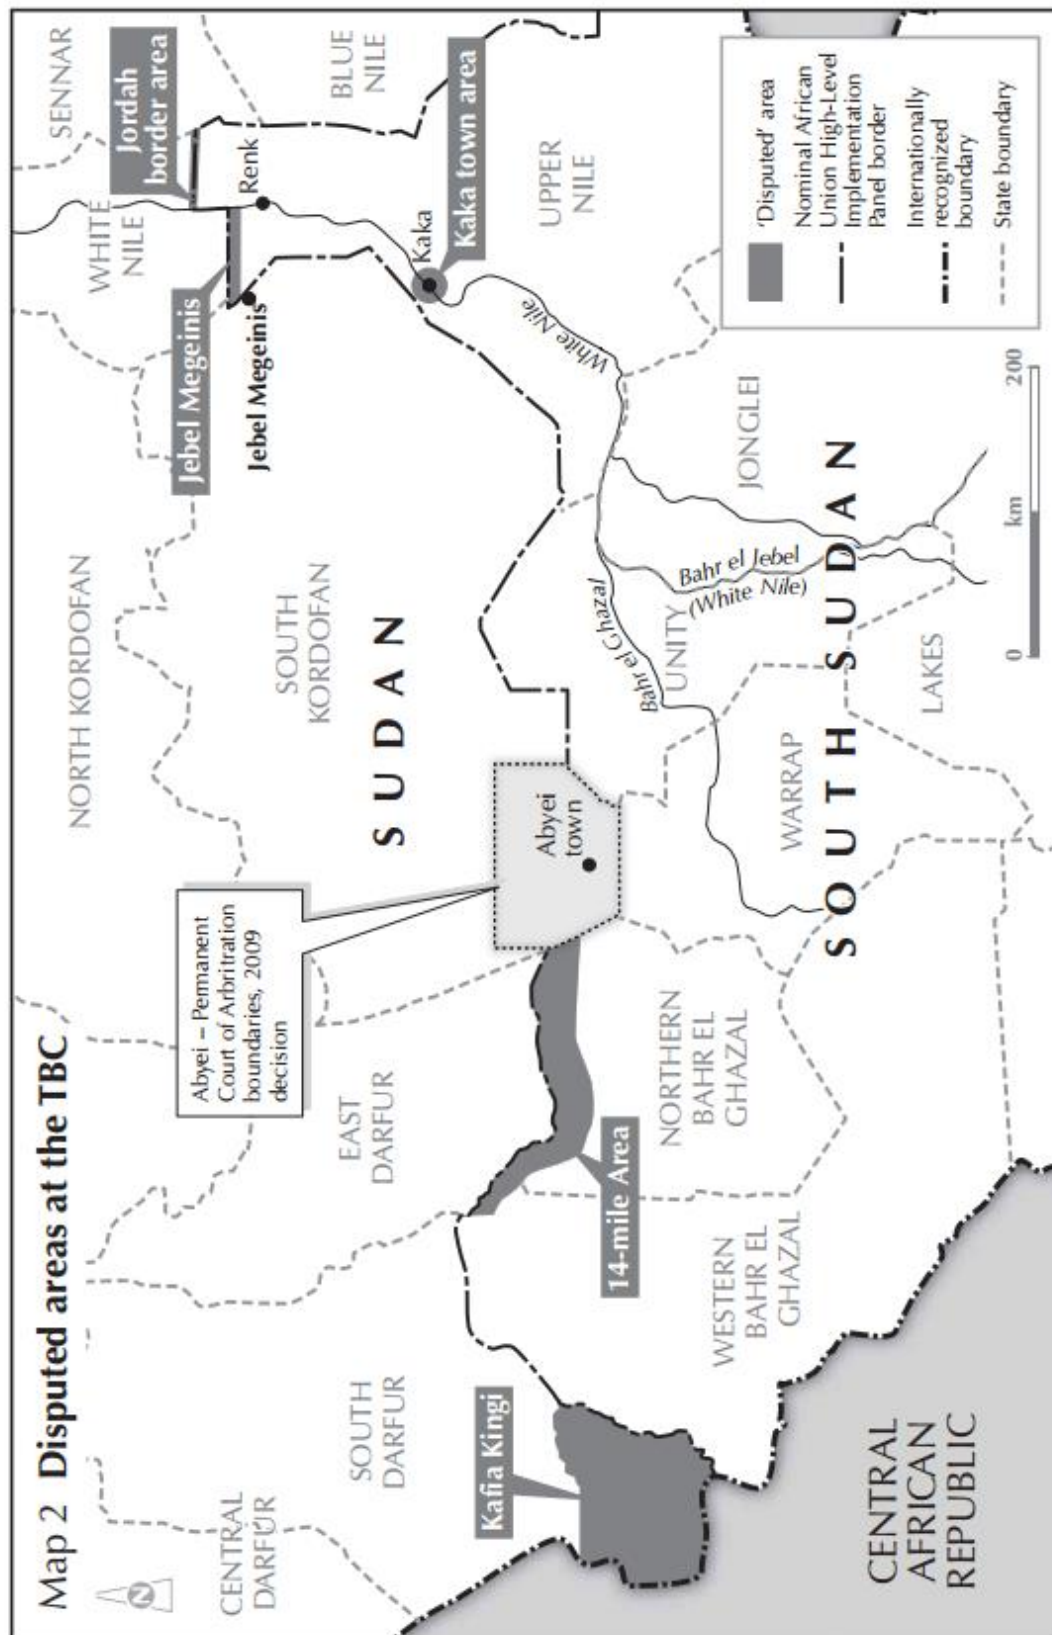 Map 2 Disputed areas at the TBC
N
CENTRAL
DARFUR
SOUTH
DARFUR
EAST
DARFUR
NORTH KORDOFAN
SOUTH
KORDOFAN
WHITE
NILE
SENNAR
BLUE
NILE
UPPER
NILE
Abyei – Permanent
Court of Arbritration
boundaries, 2009
decision
Jebel Megeinis
Jebel Megeinis
Jordah
border area
Renk
Kaka
Kaka town area
SUDAN
Abyei
town
Kafia Kingi
14-mile Area
WESTERN
BAHR EL
GHAZAL
NORTHERN
BAHR EL
GHAZAL
WARRAP
UNITY
LAKES
JONGLEI
White Nile
Bahr el Ghazal
Bahr el Jebel
(White Nile)
SOUTH SUDAN
CENTRAL
AFRICAN
REPUBLIC
0 km 200
'Disputed' area
Nominal African
Union High-Level
Implementation
Panel border
Internationally
recognized
boundary
State boundary